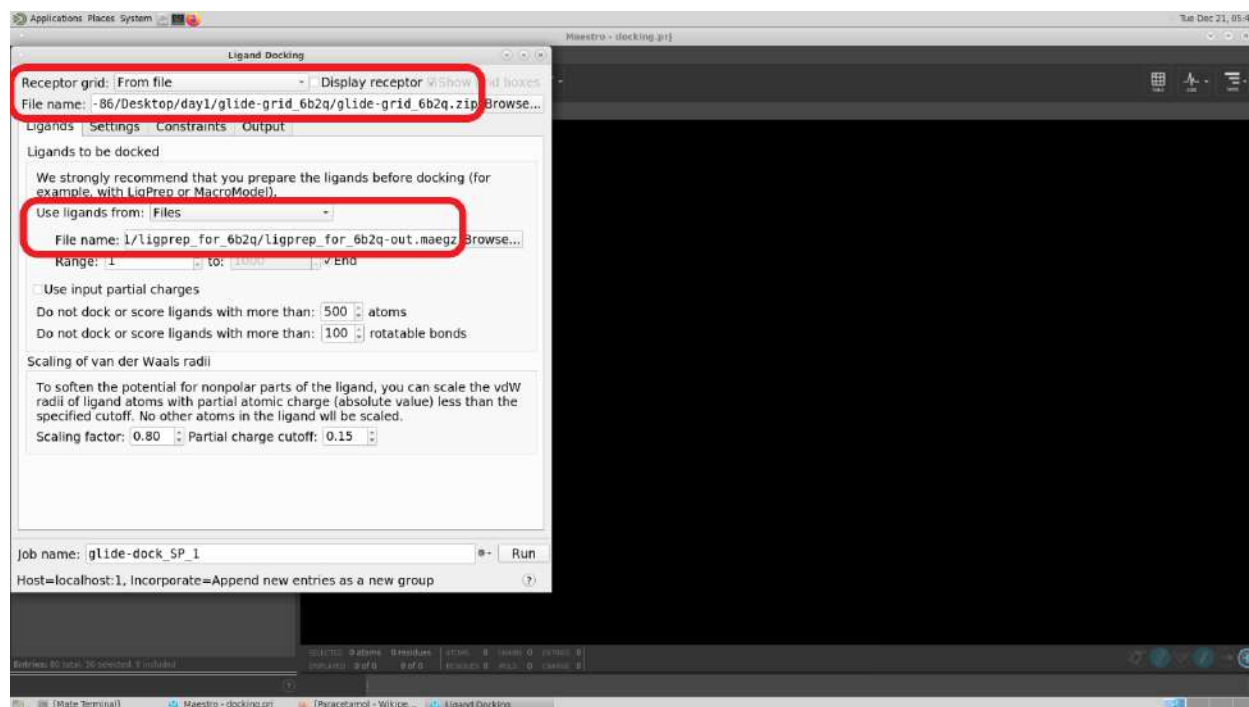 Applications Places System
Tue Dec 21, 05:4
Maestro - docking.prj
Ligand Docking
Receptor grid: From file Display receptor Show grid boxes
File name: -86/Desktop/day1/glide-grid_6b2q/glide-grid_6b2q.zip Browse...
Ligands Settings Constraints Output
Ligands to be docked
We strongly recommend that you prepare the ligands before docking (for
example, with LigPrep or MacroModel).
Use ligands from: Files
File name: 1/ligprep_for_6b2q/ligprep_for_6b2q-out.maegz Browse...
Range: 1 to: 1000 End
Use input partial charges
Do not dock or score ligands with more than: 500 atoms
Do not dock or score ligands with more than: 100 rotatable bonds
Scaling of van der Waals radii
To soften the potential for nonpolar parts of the ligand, you can scale the vdW
radii of ligand atoms with partial atomic charge (absolute value) less than the
specified cutoff. No other atoms in the ligand will be scaled.
Scaling factor: 0.80 Partial charge cutoff: 0.15
Job name: glide-dock_SP_1 Run
Host=localhost:1, Incorporate=Append new entries as a new group
[Mate Terminal] Maestro - docking.prj [Paracetamol - Wikipe... Ligand Docking